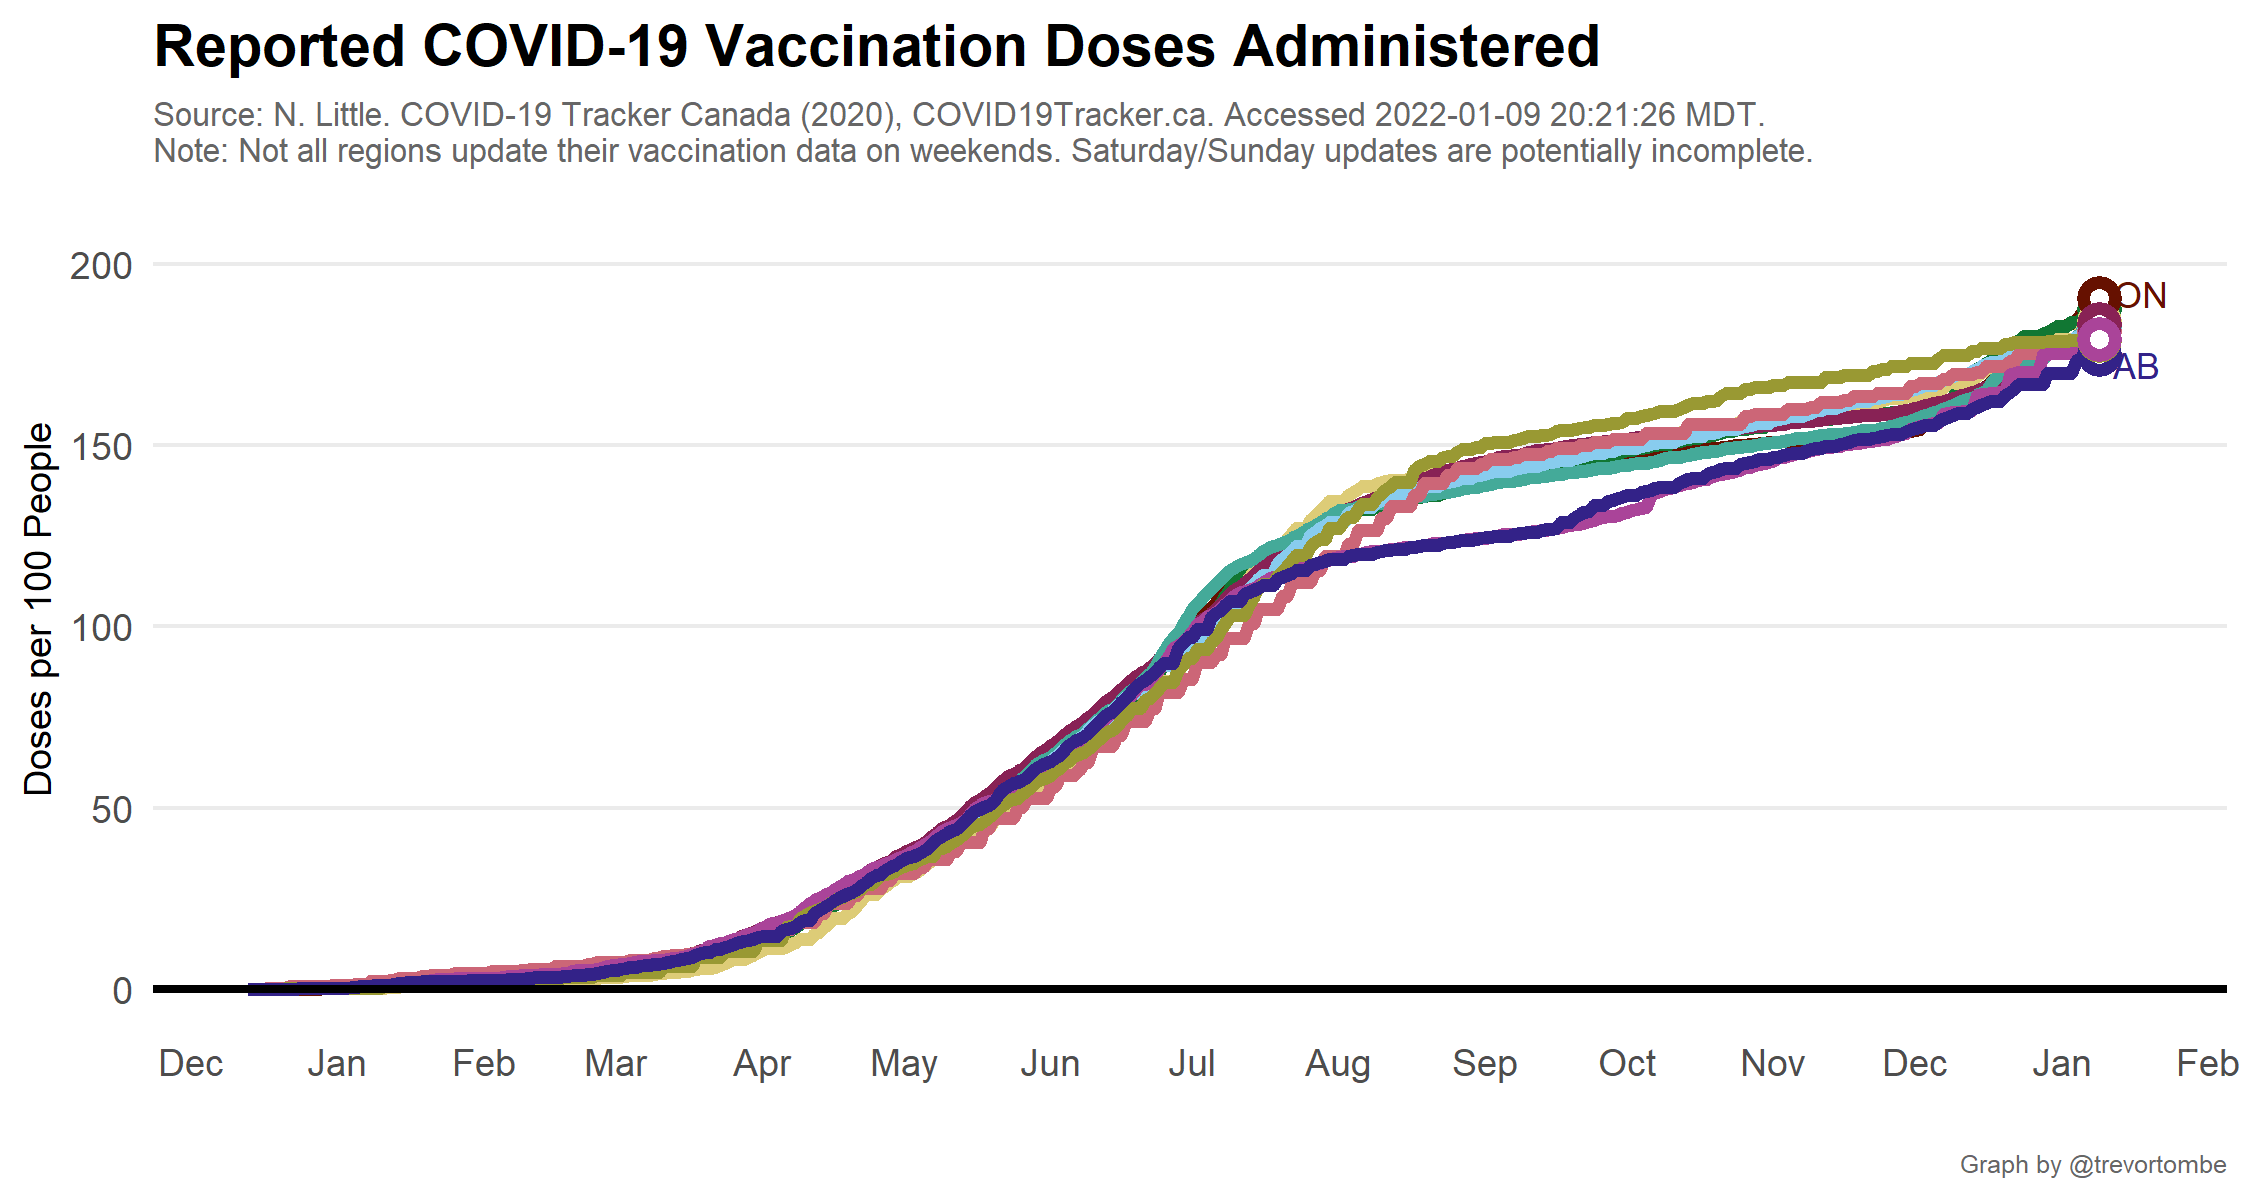 Reported COVID-19 Vaccination Doses Administered
Source: N. Little. COVID-19 Tracker Canada (2020), COVID19Tracker.ca. Accessed 2022-01-09 20:21:26 MDT.
Note: Not all regions update their vaccination data on weekends. Saturday/Sunday updates are potentially incomplete.
Doses per 100 People
200
150
100
50
0
ON
AB
Dec Jan Feb Mar Apr May Jun Jul Aug Sep Oct Nov Dec Jan Feb
Graph by @trevortombe